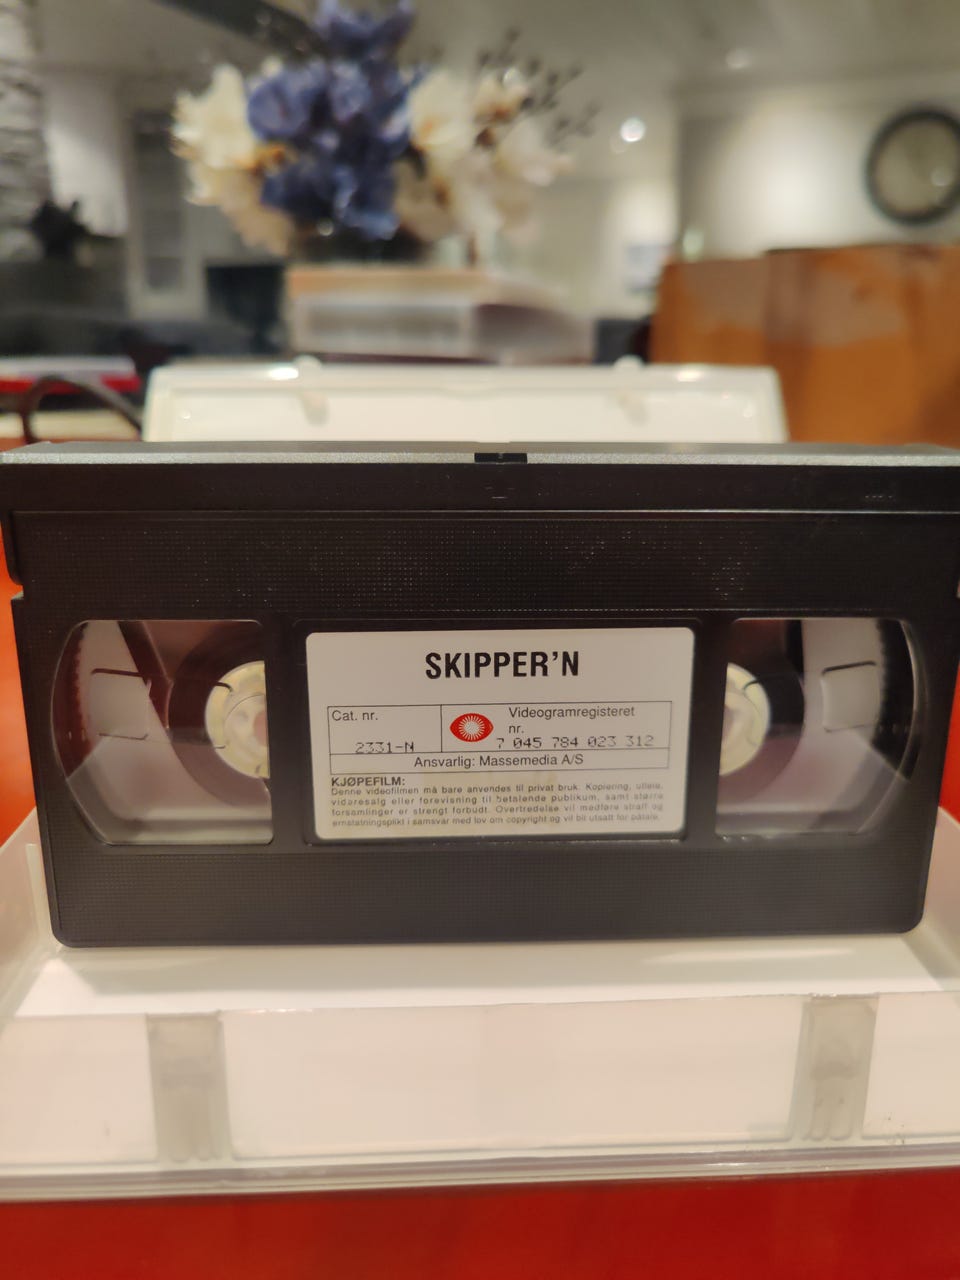 SKIPPER'N
Cat. nr.
2331-N
Videogramregisteret
nr.
7 045 784 023 312
Ansvarlig: Massemedia A/S
KJØPEFILM:
Denne videofilmen må bare anvendes til privat bruk. Kopiering, utleie,
videresalg eller forevisning til betalende publikum, samt større
forsamlinger er strengt forbudt. Overtredelse vil medføre straff og
erstatningsplikt i samsvar med lov om copyright og vil bli utsatt for påtale.